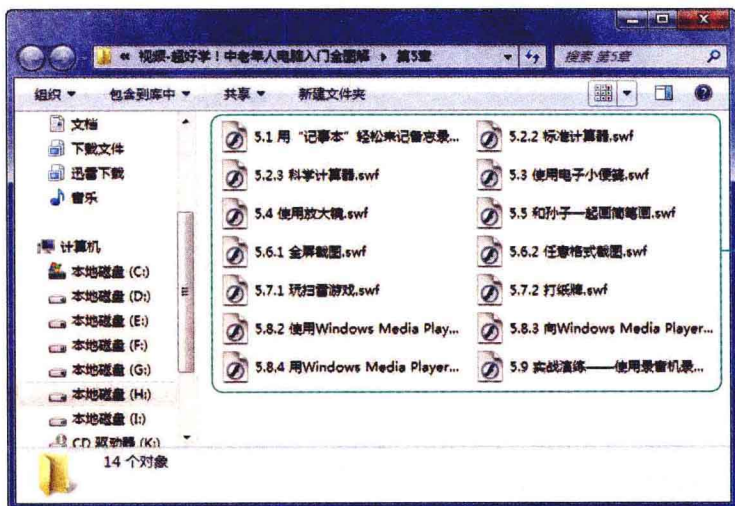 « 视频-超好学!中老年人电脑入门全图解 ▸ 第5章
搜索 第5章
组织 ▼ 包含到库中 ▼ 共享 ▼ 新建文件夹
文档
下载文件
迅雷下载
音乐
计算机
本地磁盘 (C:)
本地磁盘 (D:)
本地磁盘 (E:)
本地磁盘 (F:)
本地磁盘 (G:)
本地磁盘 (H:)
本地磁盘 (I:)
CD 驱动器 (K:)
5.1 用“记事本”轻松来记备忘录... 5.2.2 标准计算器.swf
5.2.3 科学计算器.swf 5.3 使用电子小便笺.swf
5.4 使用放大镜.swf 5.5 和孙子一起画简笔画.swf
5.6.1 全屏截图.swf 5.6.2 任意格式截图.swf
5.7.1 玩扫雷游戏.swf 5.7.2 打纸牌.swf
5.8.2 使用Windows Media Play... 5.8.3 向Windows Media Player...
5.8.4 用Windows Media Player... 5.9 实战演练——使用录音机录...
14 个对象